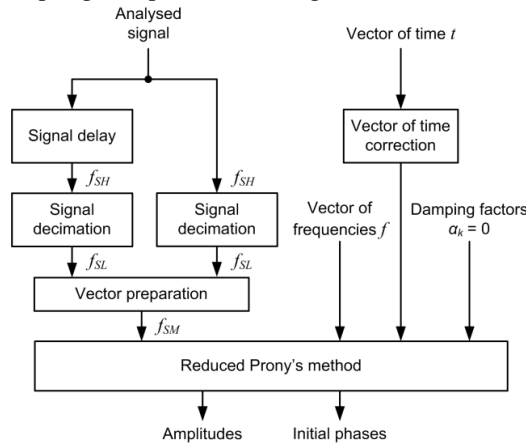 Analysed
signal
Vector of time t
Signal delay
Vector of time
correction
f_SH
f_SH
Signal
decimation
Signal
decimation
Vector of
frequencies f
Damping factors
α_k = 0
f_SL
f_SL
Vector preparation
f_SM
Reduced Prony's method
Amplitudes
Initial phases